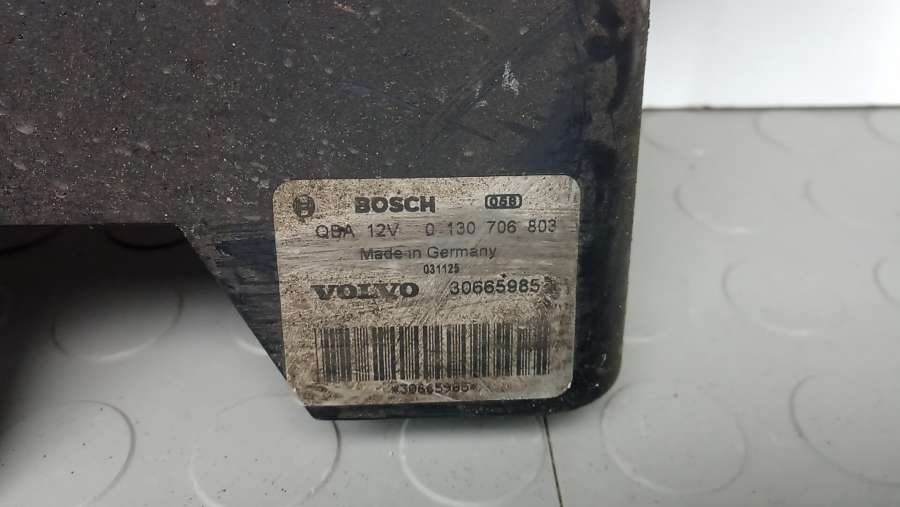 BOSCH 058
QBA 12V 0 130 706 803
Made in Germany
031125
VOLVO 30665985
*30665985*